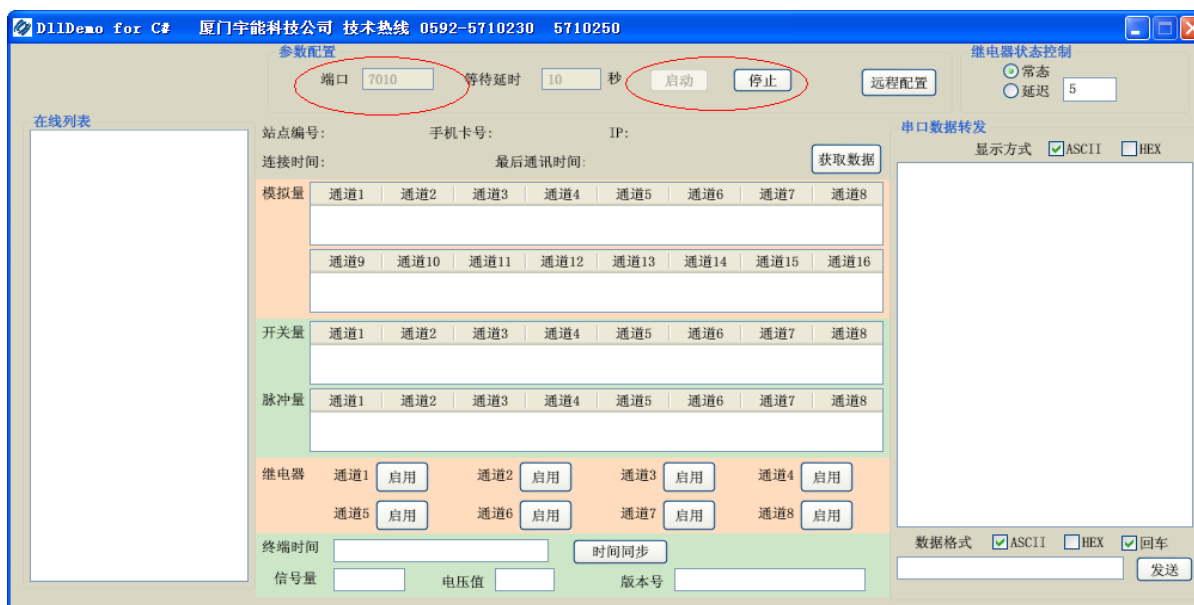 DllDemo for C#   厦门宇能科技公司 技术热线 0592-5710230  5710250
参数配置
端口 7010 等待延时 10 秒 启动 停止 远程配置
继电器状态控制
常态
延迟 5
在线列表
站点编号: 手机卡号: IP:
连接时间: 最后通讯时间: 获取数据
模拟量 通道1 通道2 通道3 通道4 通道5 通道6 通道7 通道8
通道9 通道10 通道11 通道12 通道13 通道14 通道15 通道16
开关量 通道1 通道2 通道3 通道4 通道5 通道6 通道7 通道8
脉冲量 通道1 通道2 通道3 通道4 通道5 通道6 通道7 通道8
继电器 通道1 启用 通道2 启用 通道3 启用 通道4 启用
通道5 启用 通道6 启用 通道7 启用 通道8 启用
终端时间 时间同步
信号量 电压值 版本号
串口数据转发
显示方式 ASCII HEX
数据格式 ASCII HEX 回车
发送